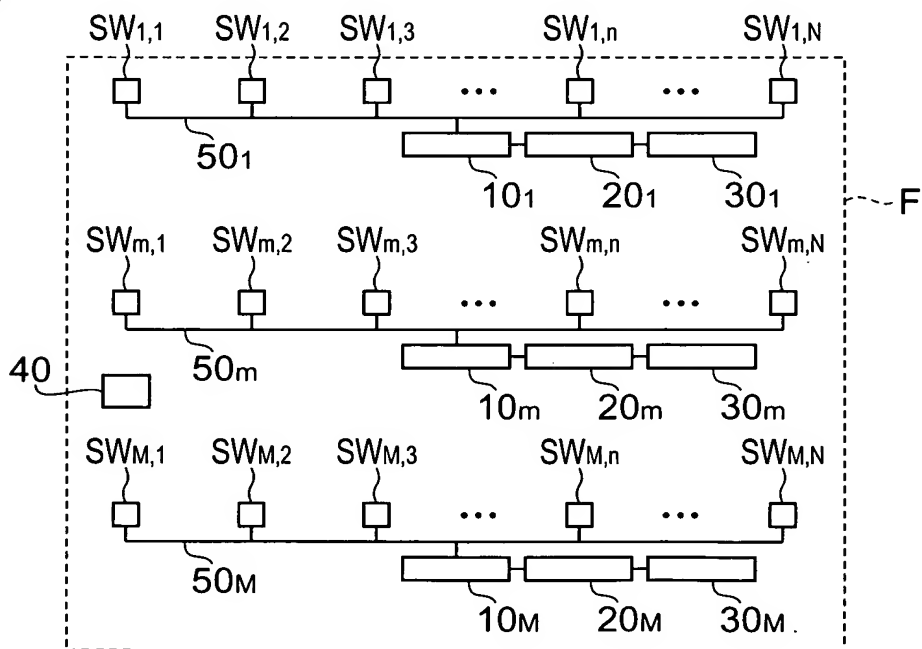 SW1,1 SW1,2 SW1,3 SW1,n SW1,N
... ...
501
101 201 301
F
SWm,1 SWm,2 SWm,3 SWm,n SWm,N
... ...
50m
40
10m 20m 30m
SWM,1 SWM,2 SWM,3 SWM,n SWM,N
... ...
50M
10M 20M 30M